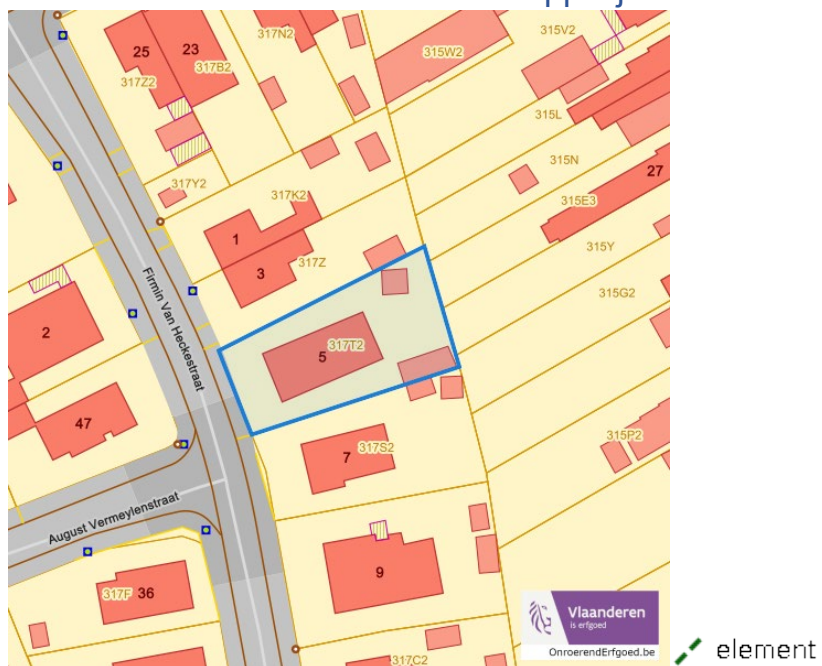 25
23
317Z2
317B2
317N2
315W2
315V2
315L
317Y2
317K2
315N
27
315E3
1
3
317Z
315Y
315G2
Firmin Van Heckestraat
2
5
317T2
47
7
317S2
315P2
August Vermeylenstraat
9
317F
36
317C2
Vlaanderen
is erfgoed
OnroerendErfgoed.be
element